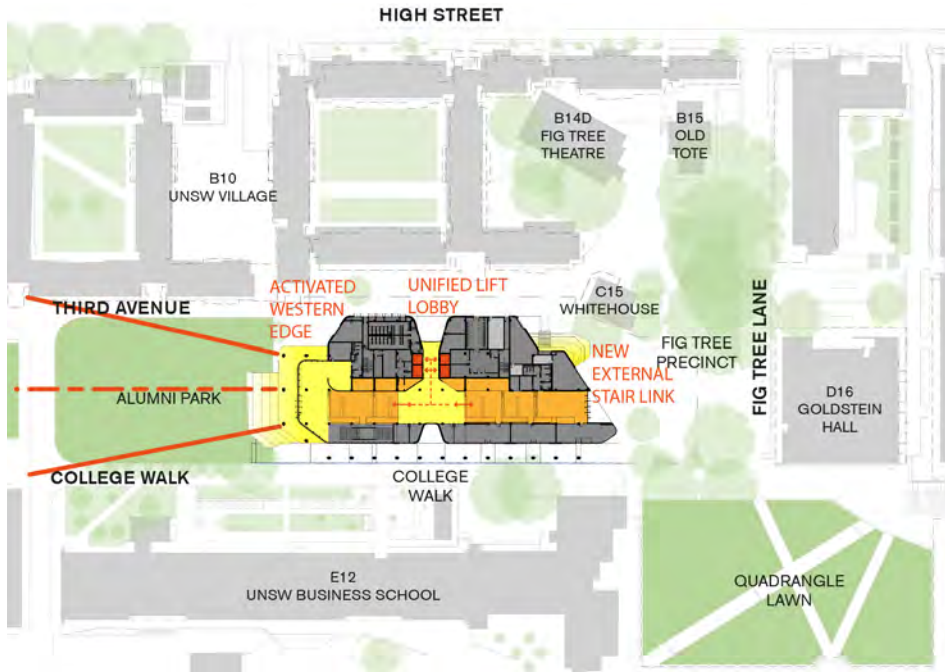 HIGH STREET
B14D
FIG TREE
THEATRE
B15
OLD
TOTE
B10
UNSW VILLAGE
ACTIVATED
WESTERN
EDGE
UNIFIED LIFT
LOBBY
THIRD AVENUE
C15
WHITEHOUSE
FIG TREE
PRECINCT
FIG TREE LANE
NEW
EXTERNAL
STAIR LINK
ALUMNI PARK
D16
GOLDSTEIN
HALL
COLLEGE WALK
COLLEGE
WALK
E12
UNSW BUSINESS SCHOOL
QUADRANGLE
LAWN